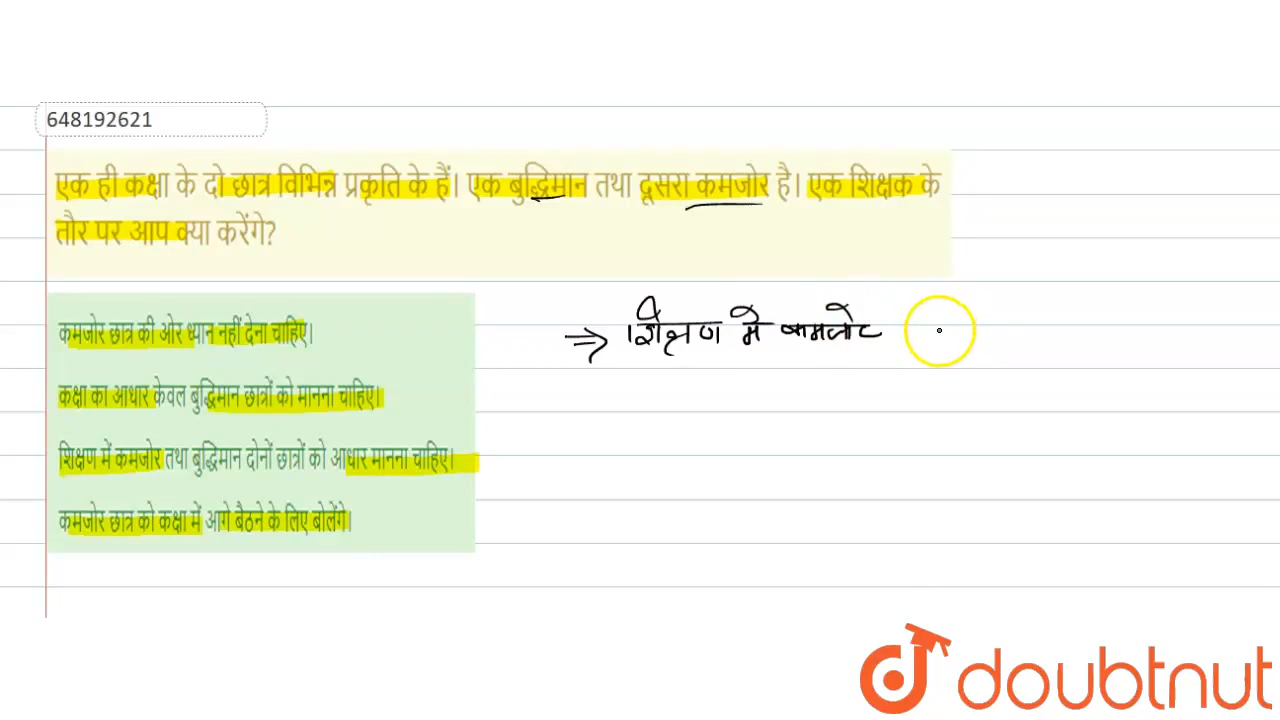 648192621
एक ही कक्षा के दो छात्र विभिन्न प्रकृति के हैं। एक बुद्धिमान तथा दूसरा कमजोर है। एक शिक्षक के
तौर पर आप क्या करेंगे?
कमजोर छात्र की ओर ध्यान नहीं देना चाहिए।
कक्षा का आधार केवल बुद्धिमान छात्रों को मानना चाहिए।
शिक्षण में कमजोर तथा बुद्धिमान दोनों छात्रों को आधार मानना चाहिए।
कमजोर छात्र को कक्षा में आगे बैठने के लिए बोलेंगे।
⇒ शिक्षण मे कमजोर
doubtnut